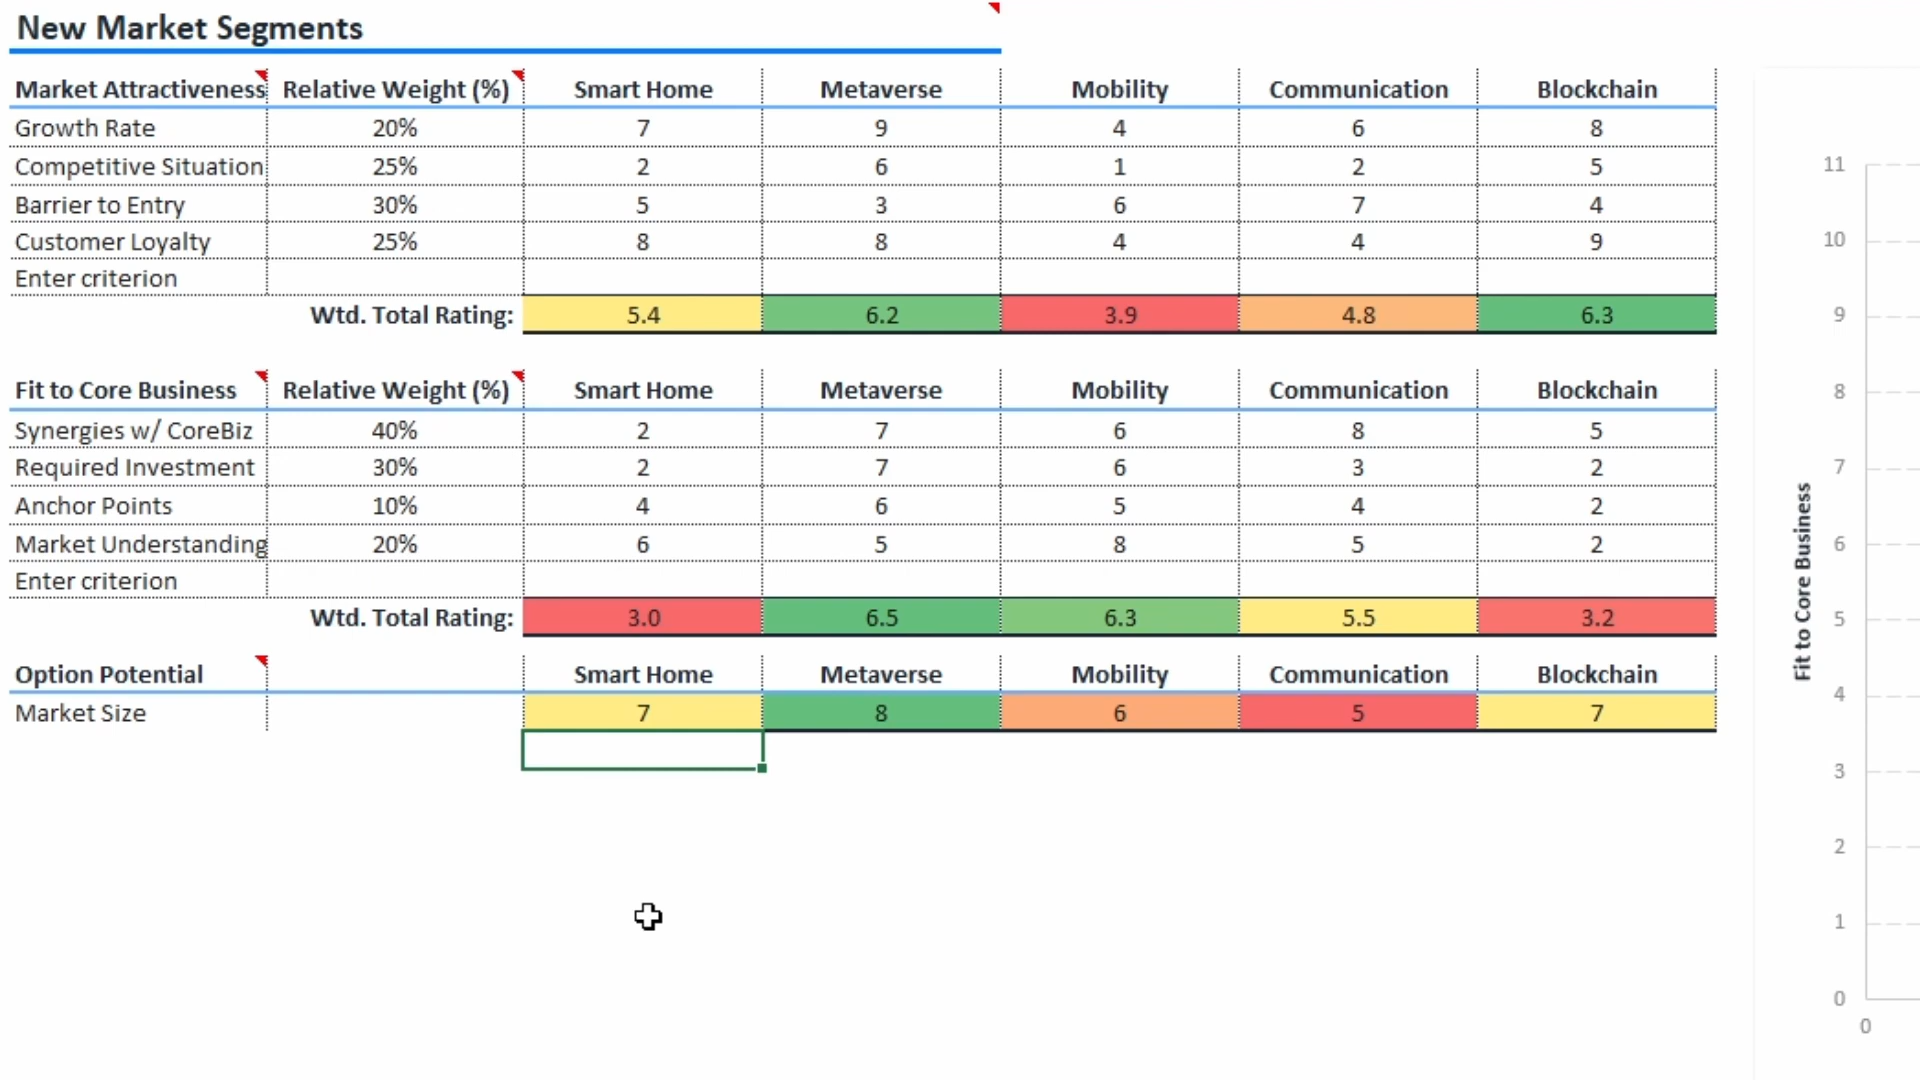 New Market Segments
Market Attractiveness Relative Weight (%) Smart Home Metaverse Mobility Communication Blockchain
Growth Rate 20% 7 9 4 6 8
Competitive Situation 25% 2 6 1 2 5
Barrier to Entry 30% 5 3 6 7 4
Customer Loyalty 25% 8 8 4 4 9
Enter criterion
Wtd. Total Rating: 5.4 6.2 3.9 4.8 6.3
Fit to Core Business Relative Weight (%) Smart Home Metaverse Mobility Communication Blockchain
Synergies w/ CoreBiz 40% 2 7 6 8 5
Required Investment 30% 2 7 6 3 2
Anchor Points 10% 4 6 5 4 2
Market Understanding 20% 6 5 8 5 2
Enter criterion
Wtd. Total Rating: 3.0 6.5 6.3 5.5 3.2
Option Potential Smart Home Metaverse Mobility Communication Blockchain
Market Size 7 8 6 5 7
Fit to Core Business
11
10
9
8
7
6
5
4
3
2
1
0
0